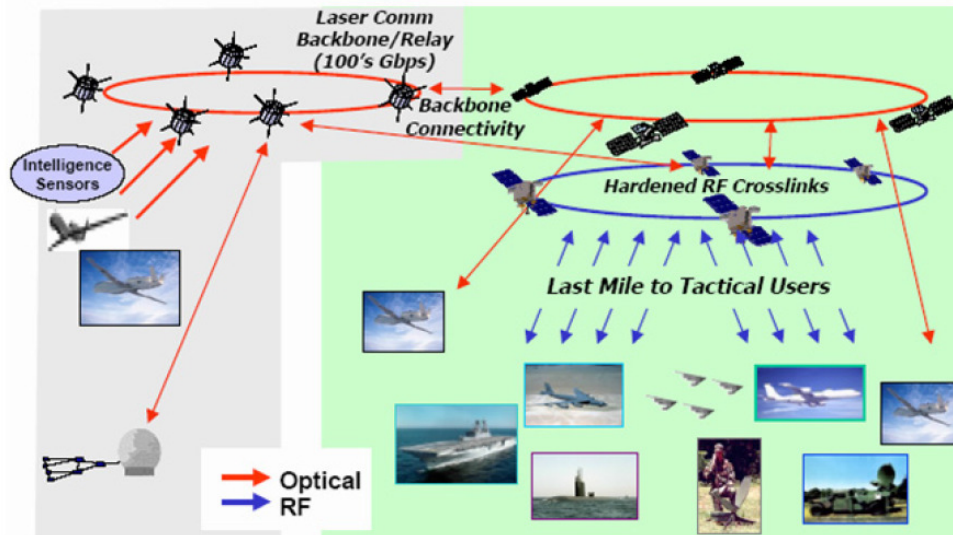 Laser Comm
Backbone/Relay
(100's Gbps)
Backbone
Connectivity
Intelligence
Sensors
Hardened RF Crosslinks
Last Mile to Tactical Users
Optical
RF